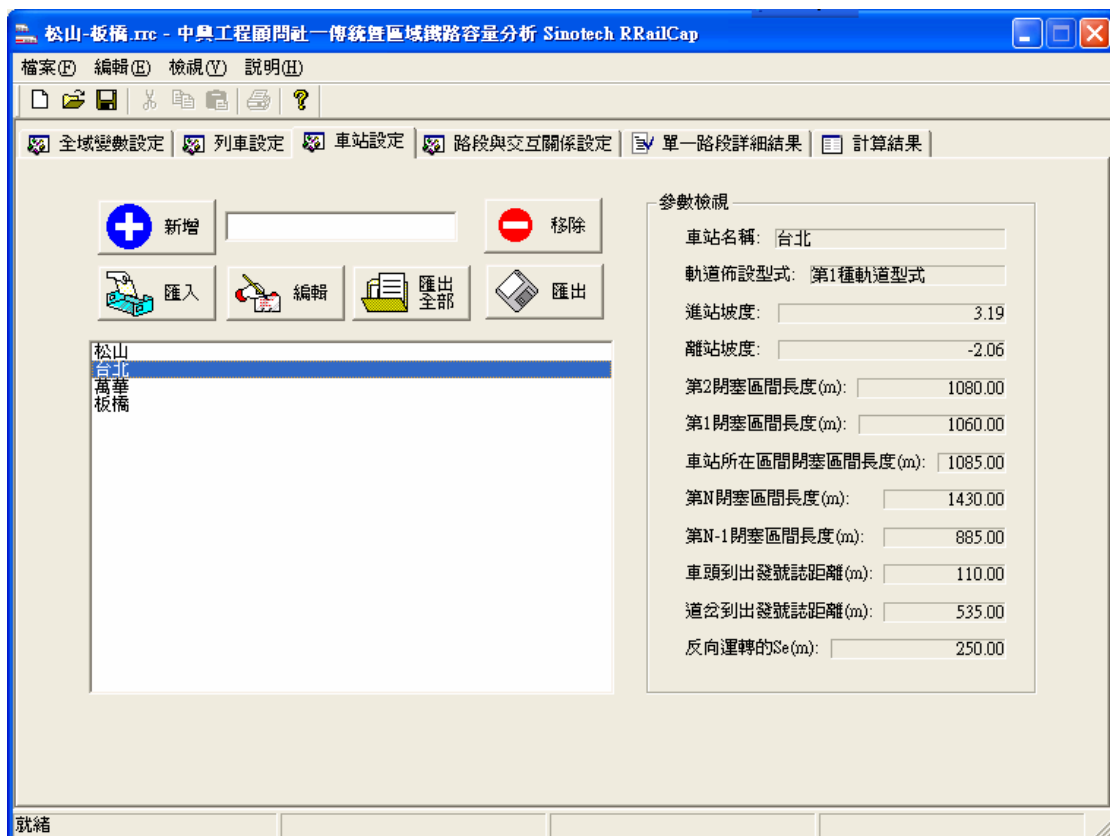 松山-板橋.rrc - 中興工程顧問社—傳統暨區域鐵路容量分析 Sinotech RRailCap
檔案(F) 編輯(E) 檢視(V) 說明(H)
全域變數設定 列車設定 車站設定 路段與交互關係設定 單一路段詳細結果 計算結果
新增 移除
匯入 編輯 匯出全部 匯出
松山
台北
萬華
板橋
參數檢視
車站名稱: 台北
軌道佈設型式: 第1種軌道型式
進站坡度: 3.19
離站坡度: -2.06
第2閉塞區間長度(m): 1080.00
第1閉塞區間長度(m): 1060.00
車站所在區間閉塞區間長度(m): 1085.00
第N閉塞區間長度(m): 1430.00
第N-1閉塞區間長度(m): 885.00
車頭到出發號誌距離(m): 110.00
道岔到出發號誌距離(m): 535.00
反向運轉的Se(m): 250.00
就緒